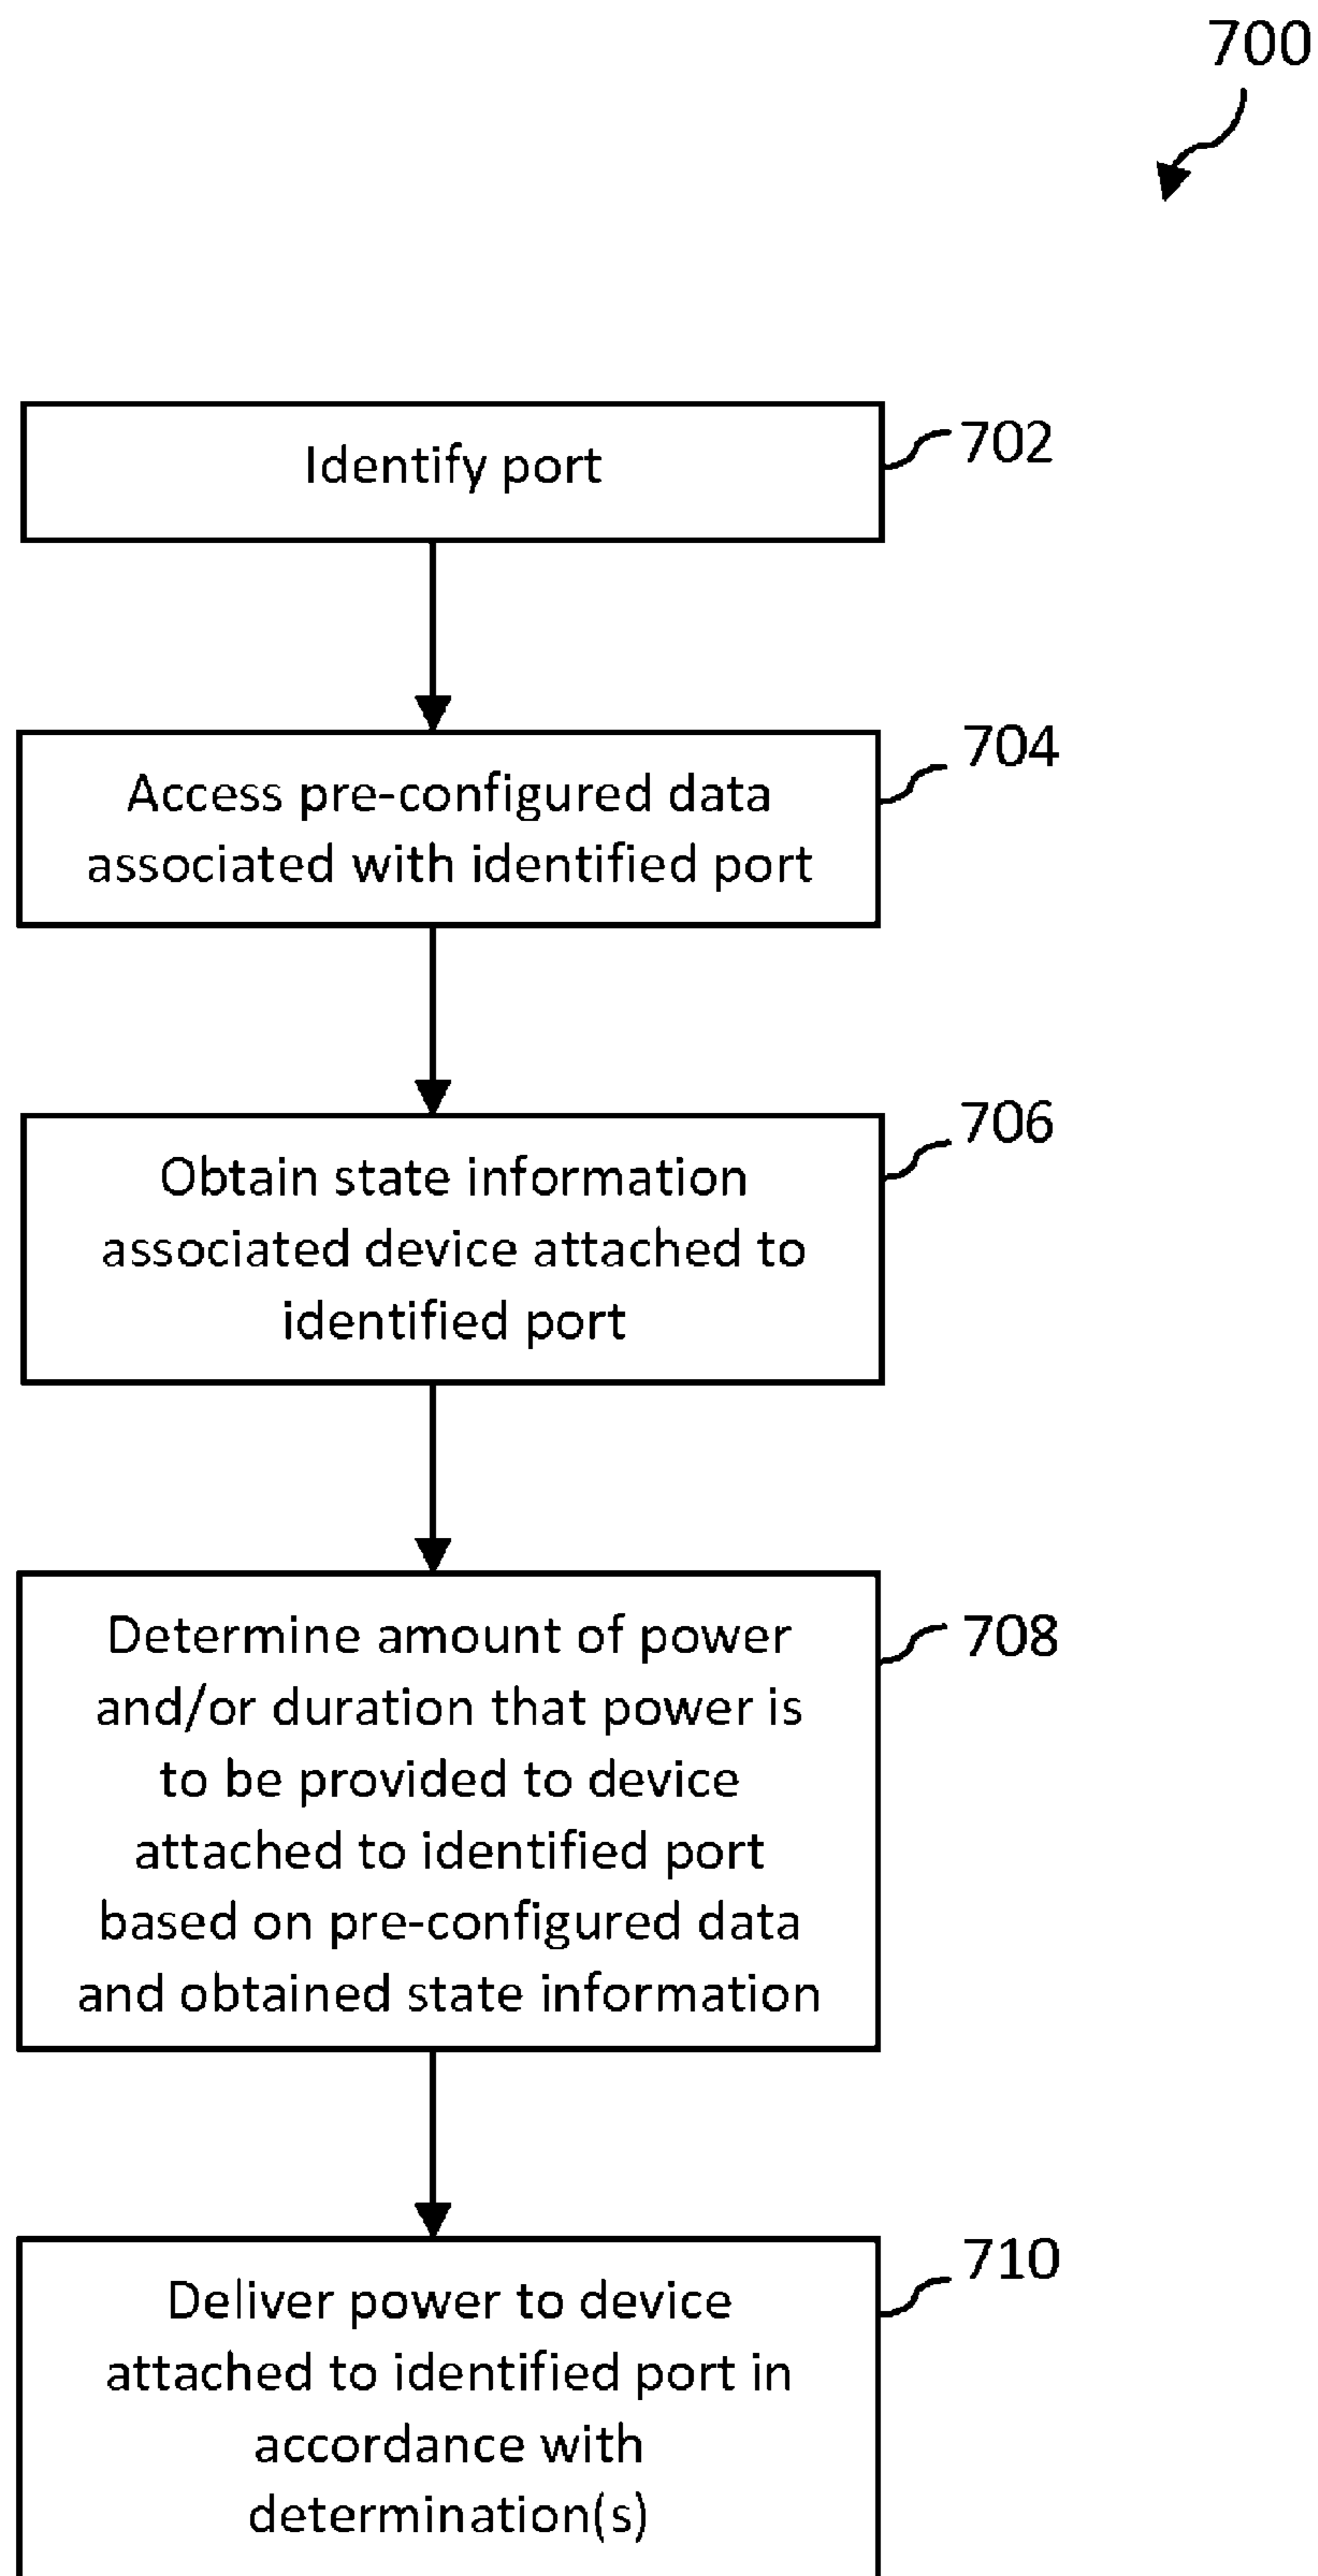 700
Identify port
702
Access pre-configured data
associated with identified port
704
Obtain state information
associated device attached to
identified port
706
Determine amount of power
and/or duration that power is
to be provided to device
attached to identified port
based on pre-configured data
and obtained state information
708
Deliver power to device
attached to identified port in
accordance with
determination(s)
710